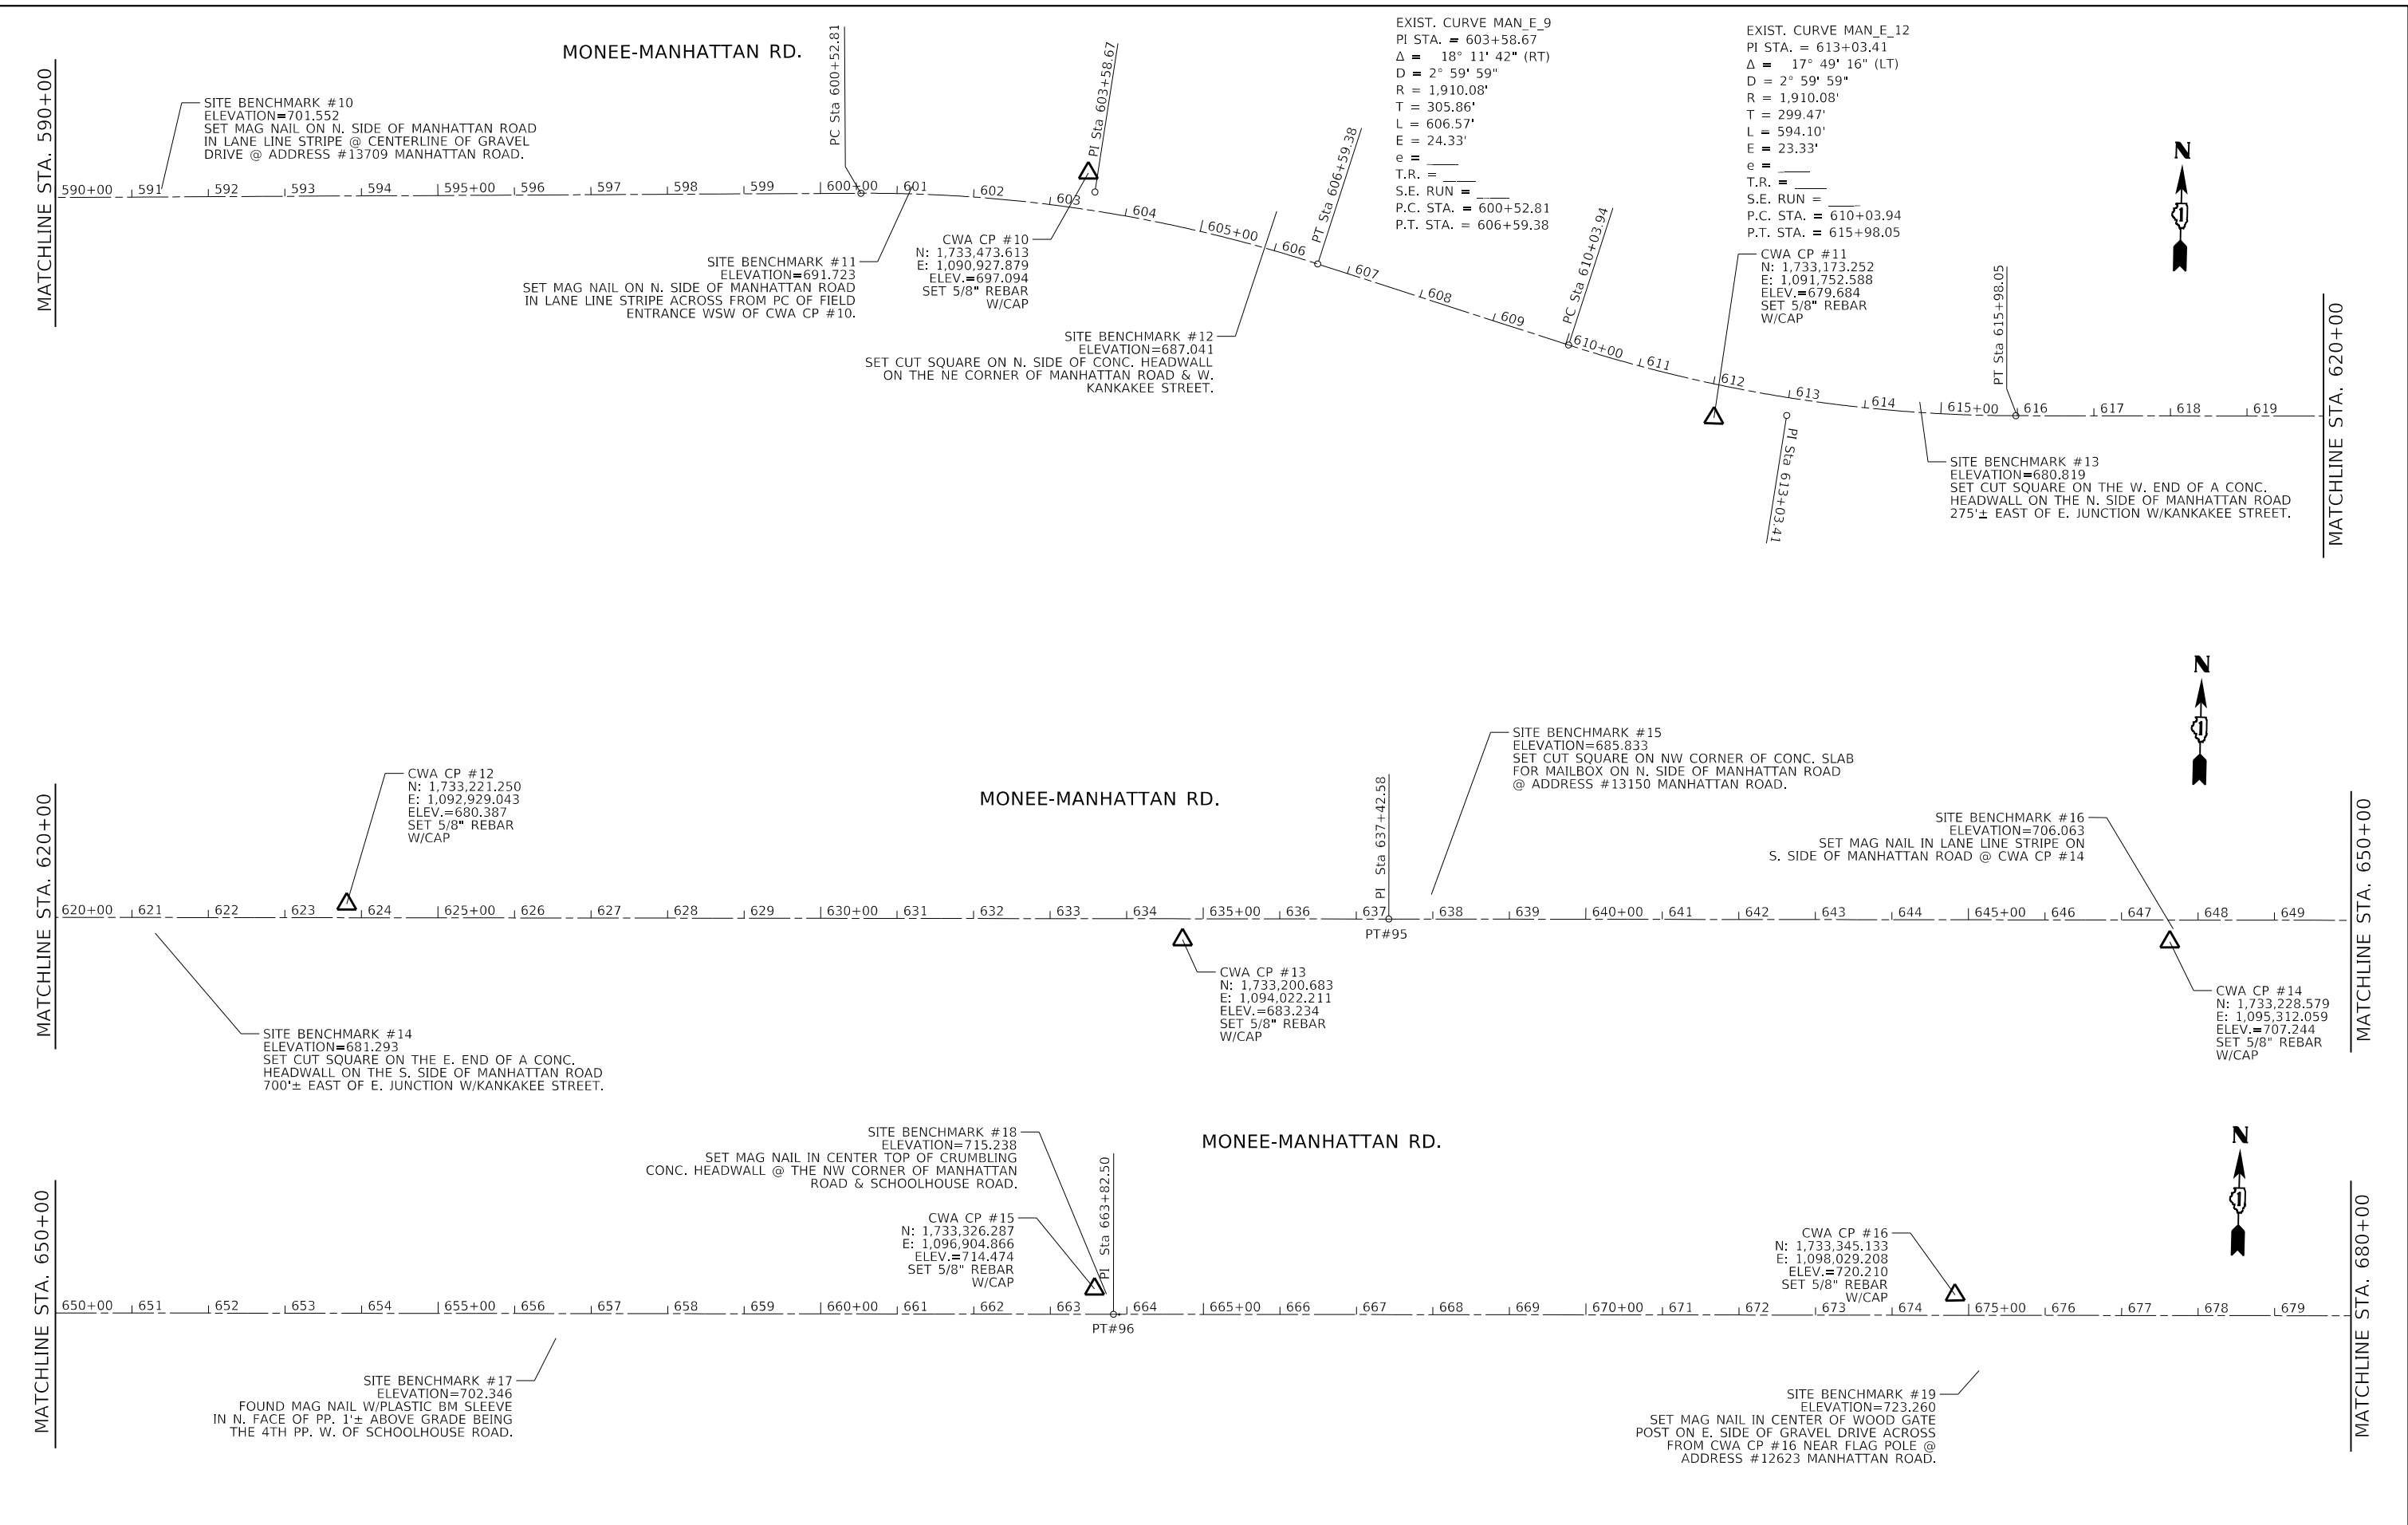 MONEE-MANHATTAN RD.
MATCHLINE STA. 590+00
SITE BENCHMARK #10
ELEVATION=701.552
SET MAG NAIL ON N. SIDE OF MANHATTAN ROAD
IN LANE LINE STRIPE @ CENTERLINE OF GRAVEL
DRIVE @ ADDRESS #13709 MANHATTAN ROAD.
PC Sta 600+52.81
PI Sta 603+58.67
PT Sta 606+59.38
EXIST. CURVE MAN_E_9
PI STA. = 603+58.67
Δ = 18° 11' 42" (RT)
D = 2° 59' 59"
R = 1,910.08'
T = 305.86'
L = 606.57'
E = 24.33'
e = ____
T.R. = ____
S.E. RUN = ____
P.C. STA. = 600+52.81
P.T. STA. = 606+59.38
EXIST. CURVE MAN_E_12
PI STA. = 613+03.41
Δ = 17° 49' 16" (LT)
D = 2° 59' 59"
R = 1,910.08'
T = 299.47'
L = 594.10'
E = 23.33'
e = ____
T.R. = ____
S.E. RUN = ____
P.C. STA. = 610+03.94
P.T. STA. = 615+98.05
N
1
590+00 591 592 593 594 595+00 596 597 598 599 600+00 601 602 603 604 605+00 606 607 608 609 610+00 611 612 613 614 615+00 616 617 618 619
SITE BENCHMARK #11
ELEVATION=691.723
SET MAG NAIL ON N. SIDE OF MANHATTAN ROAD
IN LANE LINE STRIPE ACROSS FROM PC OF FIELD
ENTRANCE WSW OF CWA CP #10.
CWA CP #10
N: 1,733,473.613
E: 1,090,927.879
ELEV.=697.094
SET 5/8" REBAR
W/CAP
SITE BENCHMARK #12
ELEVATION=687.041
SET CUT SQUARE ON N. SIDE OF CONC. HEADWALL
ON THE NE CORNER OF MANHATTAN ROAD & W.
KANKAKEE STREET.
PC Sta 610+03.94
CWA CP #11
N: 1,733,173.252
E: 1,091,752.588
ELEV.=679.684
SET 5/8" REBAR
W/CAP
PI Sta 613+03.41
PT Sta 615+98.05
SITE BENCHMARK #13
ELEVATION=680.819
SET CUT SQUARE ON THE W. END OF A CONC.
HEADWALL ON THE N. SIDE OF MANHATTAN ROAD
275'± EAST OF E. JUNCTION W/KANKAKEE STREET.
MATCHLINE STA. 620+00
MATCHLINE STA. 620+00
CWA CP #12
N: 1,733,221.250
E: 1,092,929.043
ELEV.=680.387
SET 5/8" REBAR
W/CAP
MONEE-MANHATTAN RD.
PI Sta 637+42.58
SITE BENCHMARK #15
ELEVATION=685.833
SET CUT SQUARE ON NW CORNER OF CONC. SLAB
FOR MAILBOX ON N. SIDE OF MANHATTAN ROAD
@ ADDRESS #13150 MANHATTAN ROAD.
SITE BENCHMARK #16
ELEVATION=706.063
SET MAG NAIL IN LANE LINE STRIPE ON
S. SIDE OF MANHATTAN ROAD @ CWA CP #14
N
1
620+00 621 622 623 624 625+00 626 627 628 629 630+00 631 632 633 634 635+00 636 637 638 639 640+00 641 642 643 644 645+00 646 647 648 649
PT#95
SITE BENCHMARK #14
ELEVATION=681.293
SET CUT SQUARE ON THE E. END OF A CONC.
HEADWALL ON THE S. SIDE OF MANHATTAN ROAD
700'± EAST OF E. JUNCTION W/KANKAKEE STREET.
CWA CP #13
N: 1,733,200.683
E: 1,094,022.211
ELEV.=683.234
SET 5/8" REBAR
W/CAP
CWA CP #14
N: 1,733,228.579
E: 1,095,312.059
ELEV.=707.244
SET 5/8" REBAR
W/CAP
MATCHLINE STA. 650+00
MATCHLINE STA. 650+00
SITE BENCHMARK #18
ELEVATION=715.238
SET MAG NAIL IN CENTER TOP OF CRUMBLING
CONC. HEADWALL @ THE NW CORNER OF MANHATTAN
ROAD & SCHOOLHOUSE ROAD.
CWA CP #15
N: 1,733,326.287
E: 1,096,904.866
ELEV.=714.474
SET 5/8" REBAR
W/CAP
PI Sta 663+82.50
MONEE-MANHATTAN RD.
CWA CP #16
N: 1,733,345.133
E: 1,098,029.208
ELEV.=720.210
SET 5/8" REBAR
W/CAP
N
1
650+00 651 652 653 654 655+00 656 657 658 659 660+00 661 662 663 664 665+00 666 667 668 669 670+00 671 672 673 674 675+00 676 677 678 679
PT#96
SITE BENCHMARK #17
ELEVATION=702.346
FOUND MAG NAIL W/PLASTIC BM SLEEVE
IN N. FACE OF PP. 1'± ABOVE GRADE BEING
THE 4TH PP. W. OF SCHOOLHOUSE ROAD.
SITE BENCHMARK #19
ELEVATION=723.260
SET MAG NAIL IN CENTER OF WOOD GATE
POST ON E. SIDE OF GRAVEL DRIVE ACROSS
FROM CWA CP #16 NEAR FLAG POLE @
ADDRESS #12623 MANHATTAN ROAD.
MATCHLINE STA. 680+00